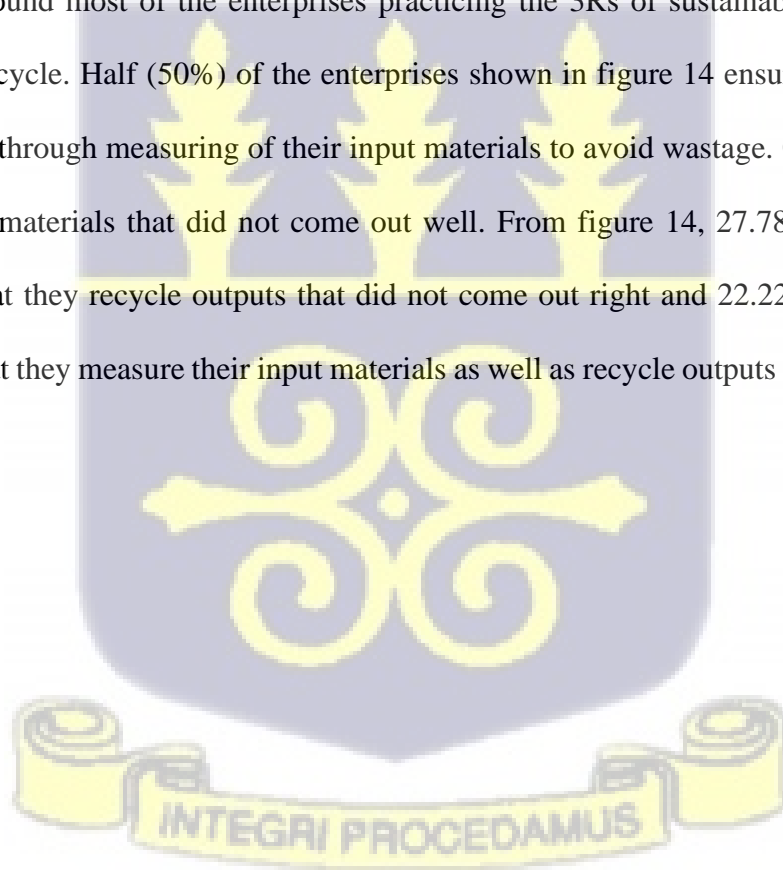 ound most of the enterprises practicing the 3Rs of sustainab
cycle. Half (50%) of the enterprises shown in figure 14 ensu
through measuring of their input materials to avoid wastage.
materials that did not come out well. From figure 14, 27.78
at they recycle outputs that did not come out right and 22.22
t they measure their input materials as well as recycle outputs
INTEGRI PROCEDAMUS